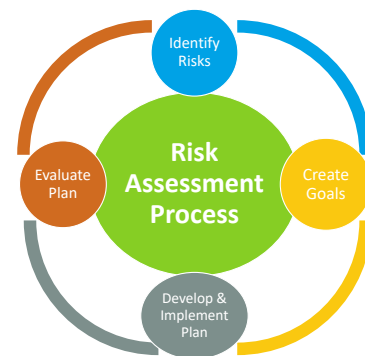 Identify
Risks
Risk
Assessment
Process
Evaluate
Plan
Create
Goals
Develop &
Implement
Plan